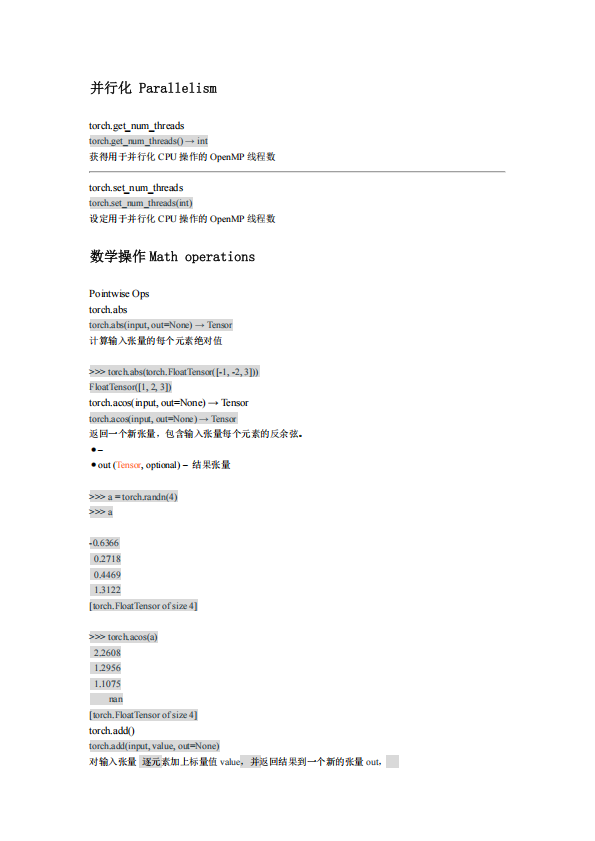 并行化 Parallelism
torch.get_num_threads
torch.get_num_threads() → int
获得用于并行化 CPU 操作的 OpenMP 线程数
torch.set_num_threads
torch.set_num_threads(int)
设定用于并行化 CPU 操作的 OpenMP 线程数
数学操作 Math operations
Pointwise Ops
torch.abs
torch.abs(input, out=None) → Tensor
计算输入张量的每个元素绝对值
>>> torch.abs(torch.FloatTensor([-1, -2, 3]))
FloatTensor([1, 2, 3])
torch.acos(input, out=None) → Tensor
torch.acos(input, out=None) → Tensor
返回一个新张量，包含输入张量每个元素的反余弦。
●–
●out (Tensor, optional) – 结果张量
>>> a = torch.randn(4)
>>> a
-0.6366
0.2718
0.4469
1.3122
[torch.FloatTensor of size 4]
>>> torch.acos(a)
2.2608
1.2956
1.1075
nan
[torch.FloatTensor of size 4]
torch.add()
torch.add(input, value, out=None)
对输入张量 逐元素加上标量值 value，并返回结果到一个新的张量 out，